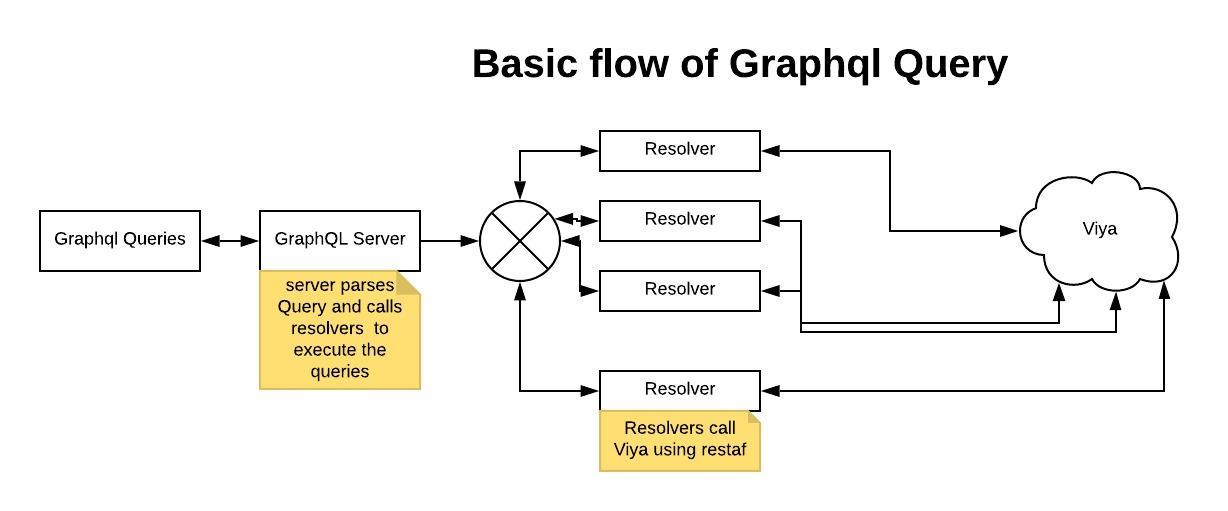 Basic flow of Graphql Query
Resolver
Resolver
Graphql Queries
GraphQL Server
Viya
server parses
Query and calls
resolvers to
execute the
queries
Resolver
Resolver
Resolvers call
Viya using restaf